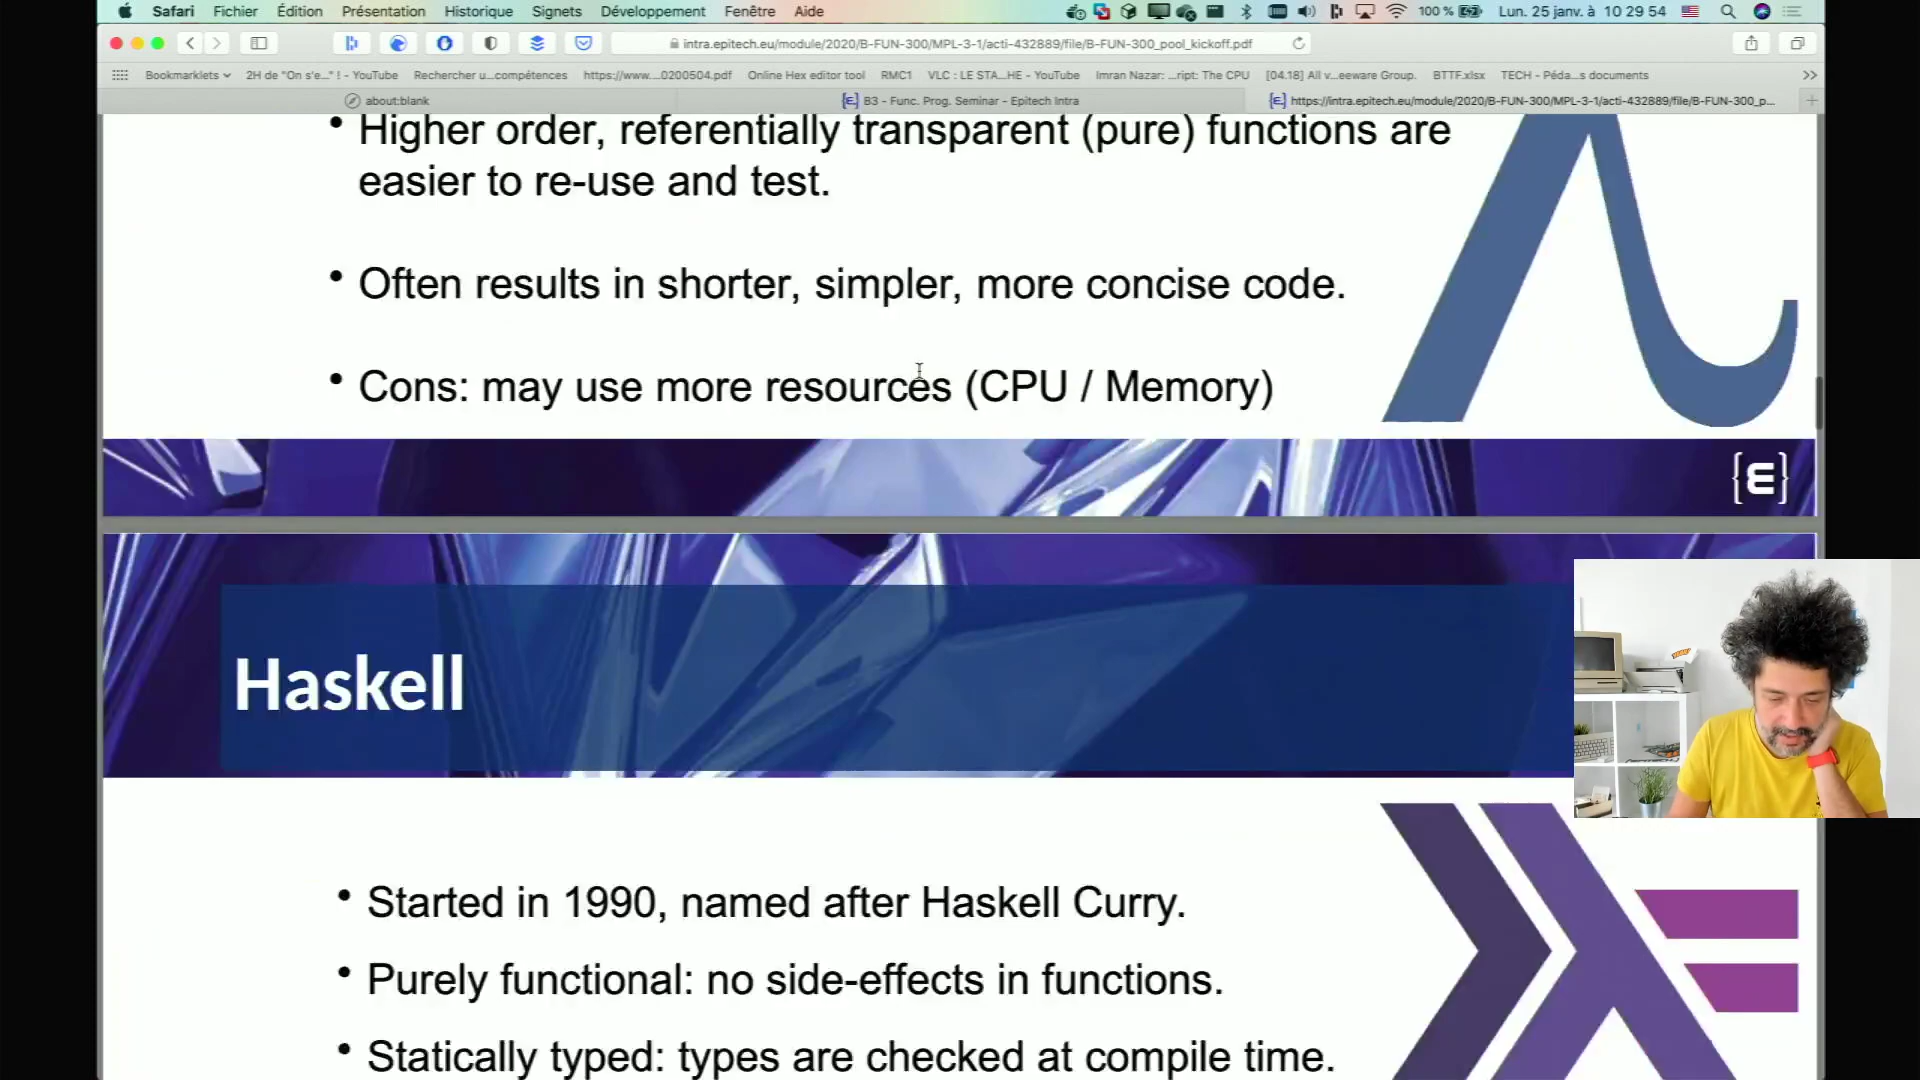 Safari Fichier Édition Présentation Historique Signets Développement Fenêtre Aide 100 % Lun. 25 janv. à 10 29 54
intra.epitech.eu/module/2020/B-FUN-300/MPL-3-1/acti-432889/file/B-FUN-300_pool_kickoff.pdf
Bookmarklets 2H de "On s'e..." ! - YouTube Rechercher u...compétences https://www....0200504.pdf Online Hex editor tool RMC1 VLC : LE STA...HE - YouTube Imran Nazar: ...ript: The CPU [04.18] All v...eeware Group. BTTF.xlsx TECH - Péda...s documents
about:blank B3 - Func. Prog. Seminar - Epitech Intra https://intra.epitech.eu/module/2020/B-FUN-300/MPL-3-1/acti-432889/file/B-FUN-300_p...
• Higher order, referentially transparent (pure) functions are
easier to re-use and test.
• Often results in shorter, simpler, more concise code.
• Cons: may use more resources (CPU / Memory)
Haskell
• Started in 1990, named after Haskell Curry.
• Purely functional: no side-effects in functions.
• Statically typed: types are checked at compile time.